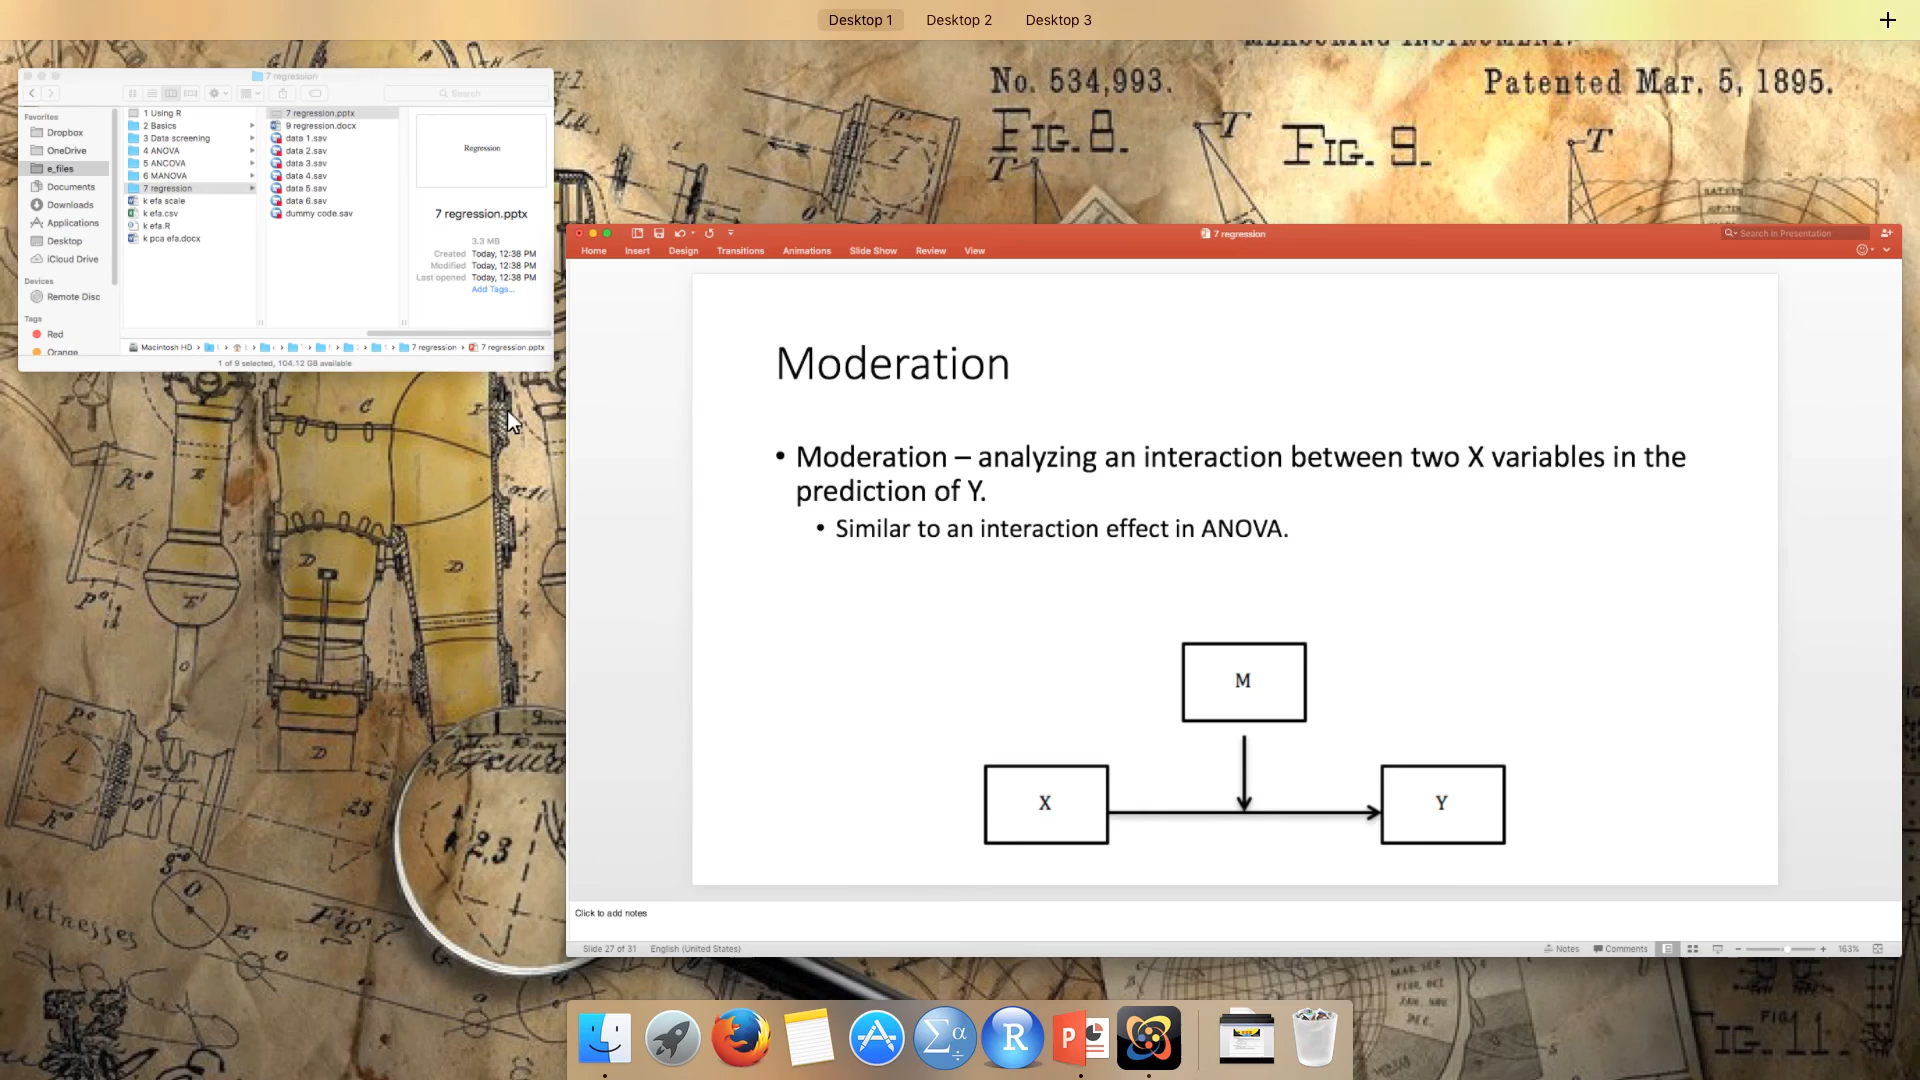 Desktop 1 Desktop 2 Desktop 3
No. 534,993.
Patented Mar. 5, 1895.
FIG. 8.
FIG. 9.
T
T
T
7 regression
Search
Favorites
Dropbox
OneDrive
e_files
Documents
Downloads
Applications
Desktop
iCloud Drive
Devices
Remote Disc
Tags
Red
Orange
1 Using R
2 Basics
3 Data screening
4 ANOVA
5 ANCOVA
6 MANOVA
7 regression
k efa scale
k efa.csv
k efa.R
k pca efa.docx
7 regression.pptx
9 regression.docx
data 1.sav
data 2.sav
data 3.sav
data 4.sav
data 5.sav
data 6.sav
dummy code.sav
Regression
7 regression.pptx
3.3 MB
Created Today, 12:38 PM
Modified Today, 12:38 PM
Last opened Today, 12:38 PM
Add Tags...
Macintosh HD
7 regression
7 regression.pptx
1 of 9 selected, 104.12 GB available
7 regression
Search in Presentation
Home Insert Design Transitions Animations Slide Show Review View
Moderation
• Moderation – analyzing an interaction between two X variables in the
prediction of Y.
• Similar to an interaction effect in ANOVA.
M
X
Y
Click to add notes
Slide 27 of 31 English (United States)
Notes Comments 163%
Witnesses
Fig. 7.
FIG. 11.